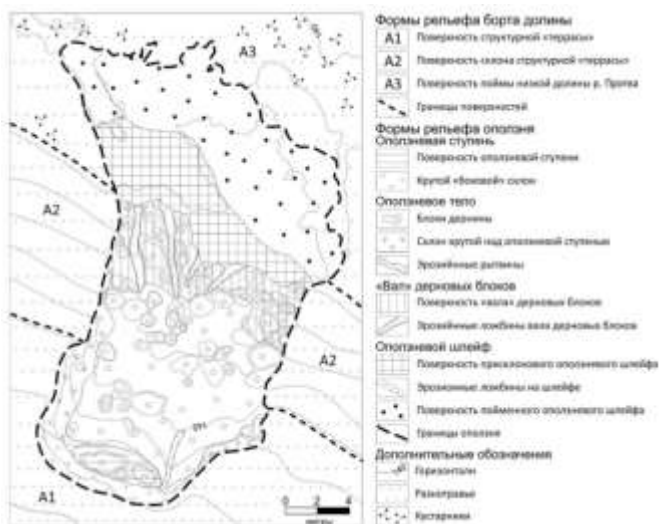 A3
A2
A2
A1
0 2 4
метры
Формы рельефа борта долины
A1 Поверхность структурной «террасы»
A2 Поверхность склона структурной «террасы»
A3 Поверхность поймы низкой долины р. Протва
Границы поверхностей
Формы рельефа оползня
Оползневая ступень
Поверхность оползневой ступени
Крутой «боковой» склон
Оползневое тело
Блоки дернины
Склон крутой над оползневой ступенью
Эрозионные рытвины
«Вал» дерновых блоков
Поверхность «вала» дерновых блоков
Эрозионные ложбины вала дерновых блоков
Оползневой шлейф
Поверхность присклонового оползневого шлейфа
Эрозионные ложбины на шлейфе
Поверхность пойменного оползневого шлейфа
Границы оползня
Дополнительные обозначения
Горизонтали
Разнотравье
Кустарники